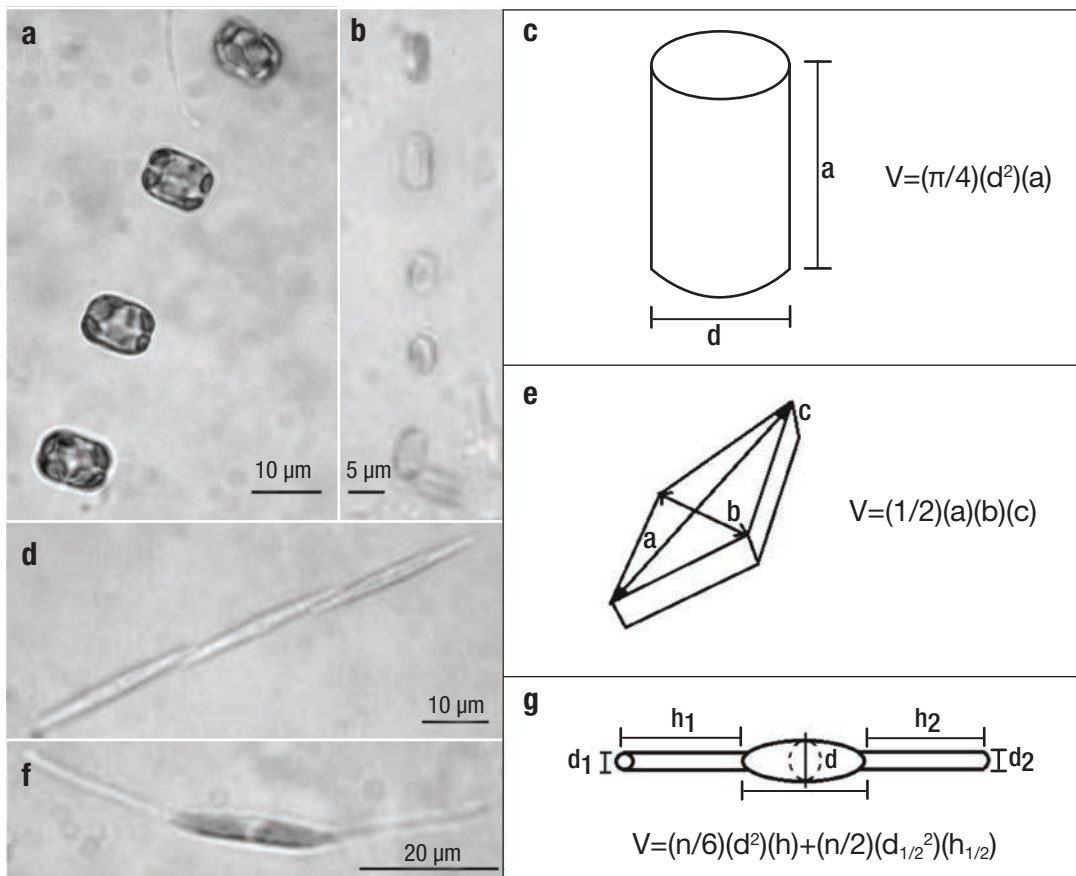 a
10 µm
b
5 µm
c
a
d
V=(π/4)(d²)(a)
d
10 µm
e
c
b
a
V=(1/2)(a)(b)(c)
f
20 µm
g
h₁
h₂
d₁
d
d₂
V=(n/6)(d²)(h)+(n/2)(d₁/₂²)(h₁/₂)